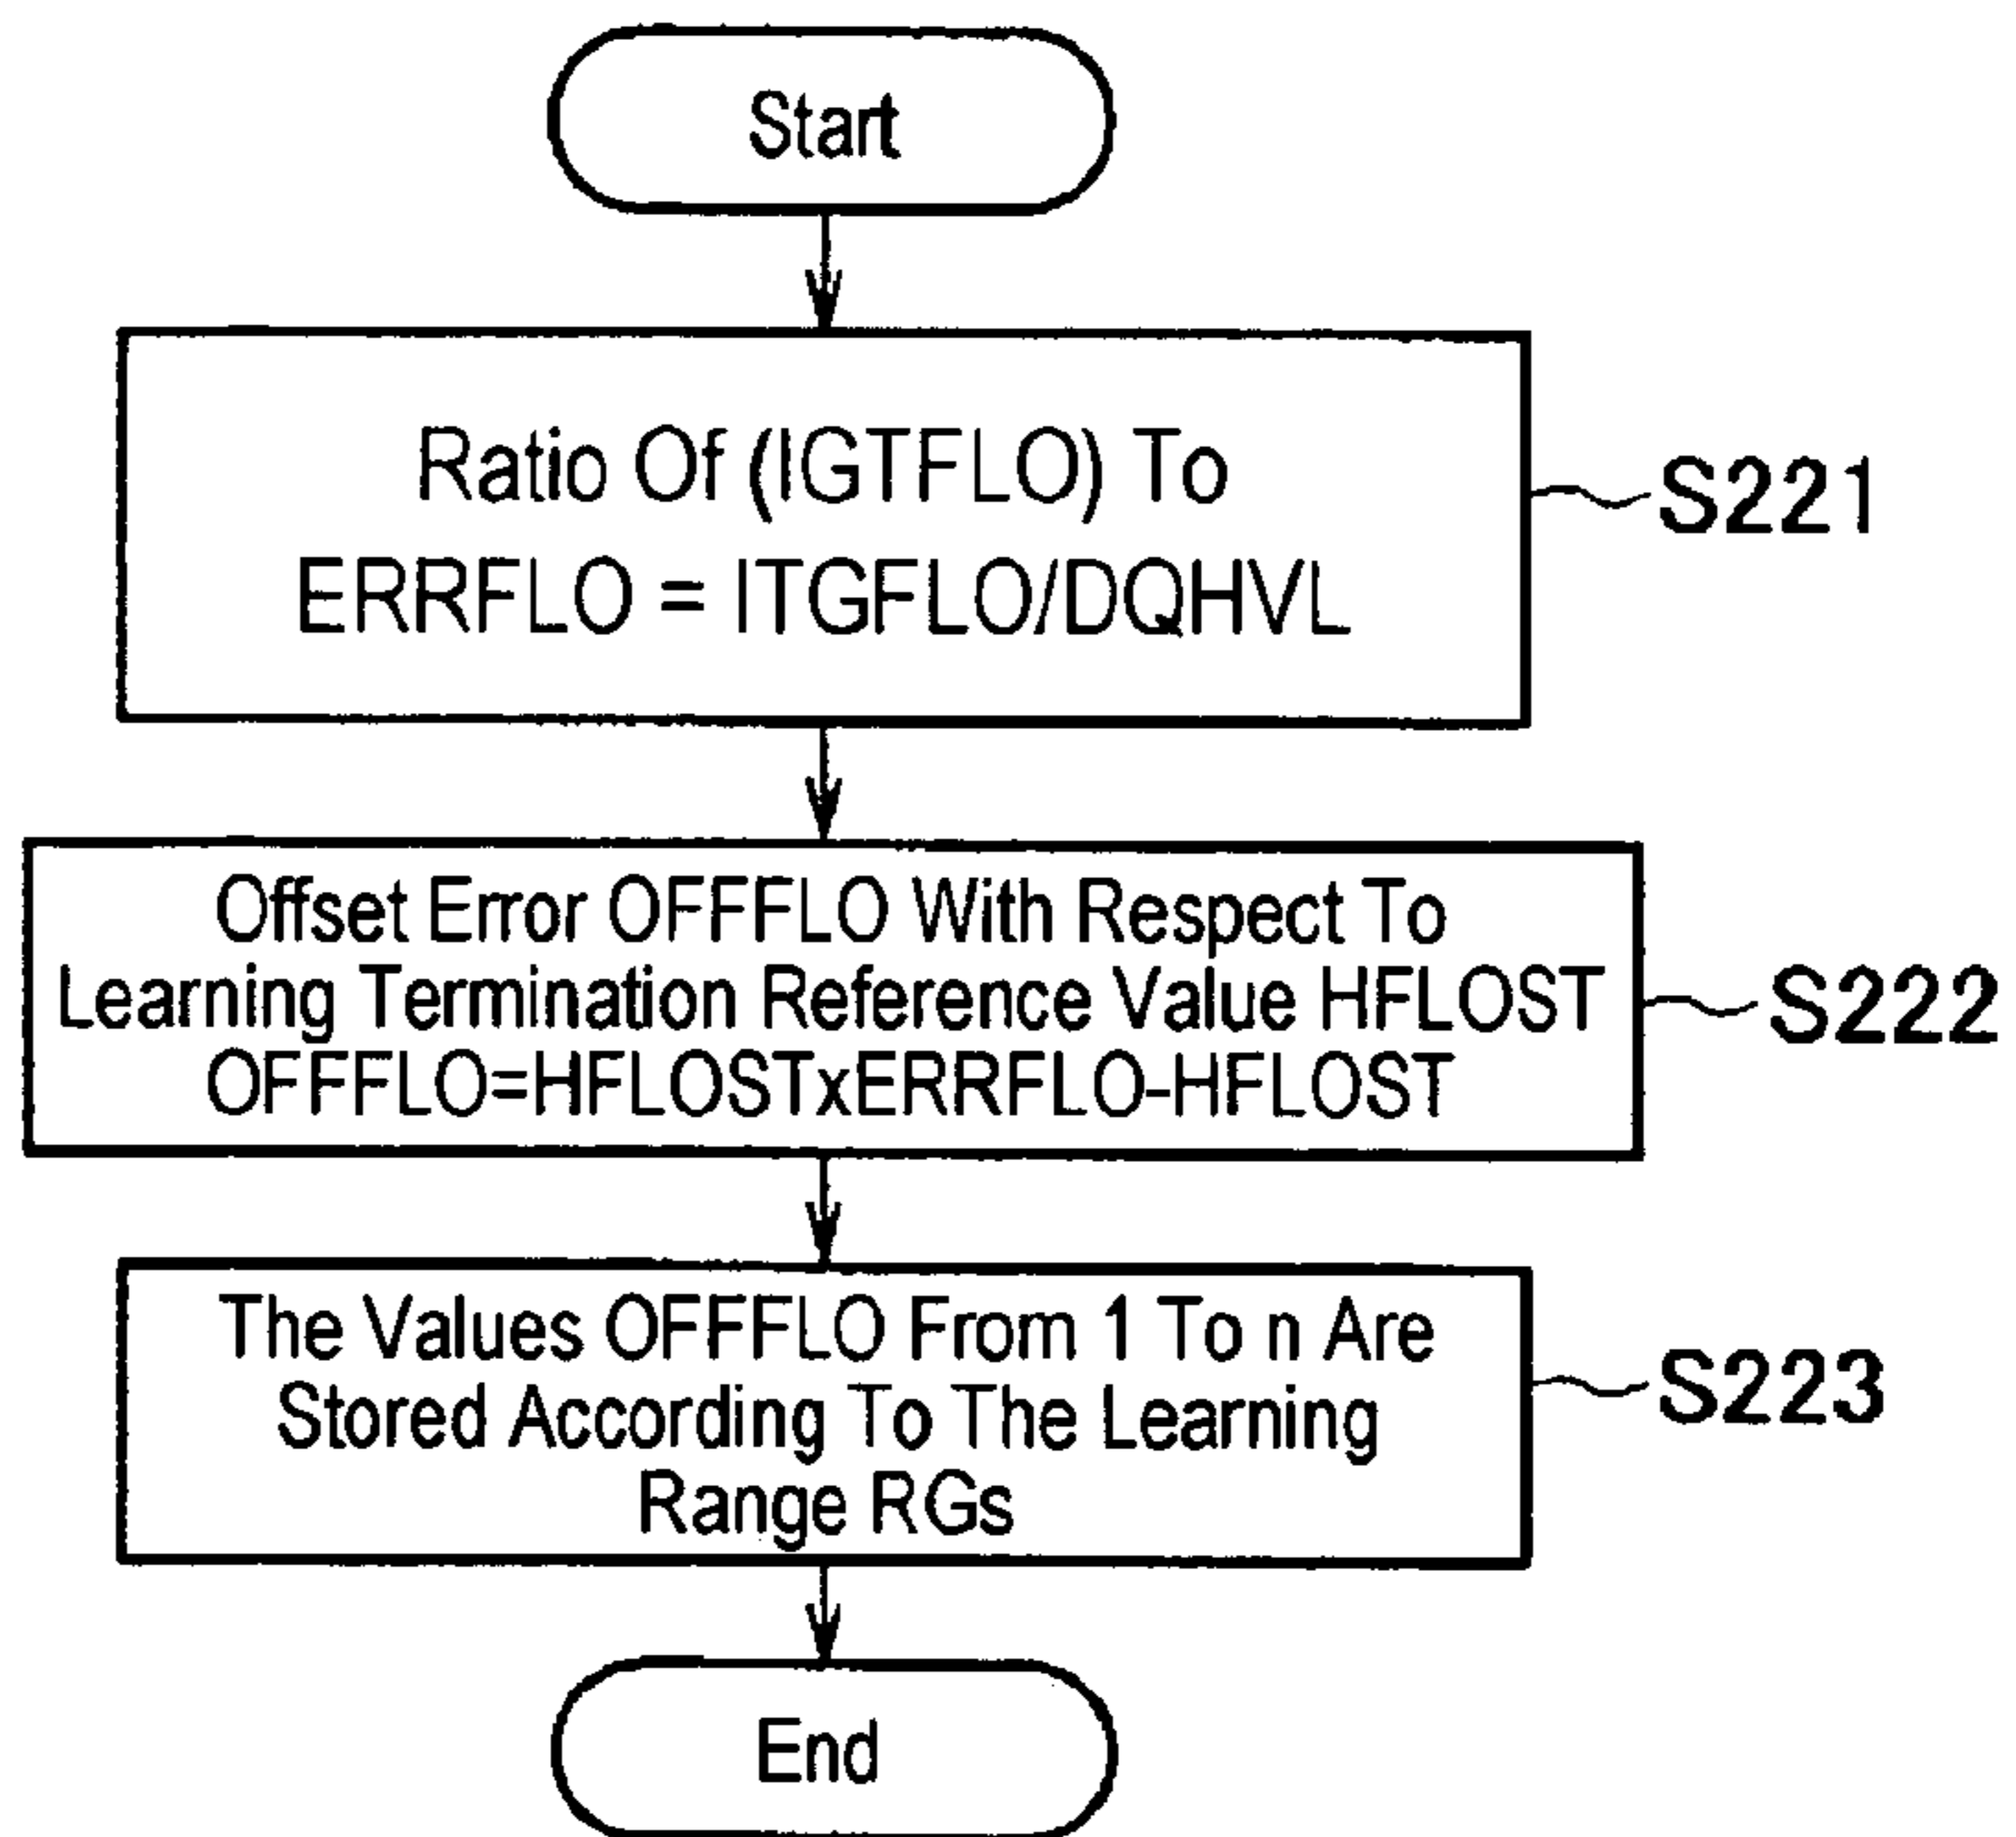 Start
Ratio Of (IGTFLO) To
ERRFLO = ITGFLO/DQHVL
S221
Offset Error OFFFLO With Respect To
Learning Termination Reference Value HFLOST
OFFFLO=HFLOSTxERRFLO-HFLOST
S222
The Values OFFFLO From 1 To n Are
Stored According To The Learning
Range RGs
S223
End